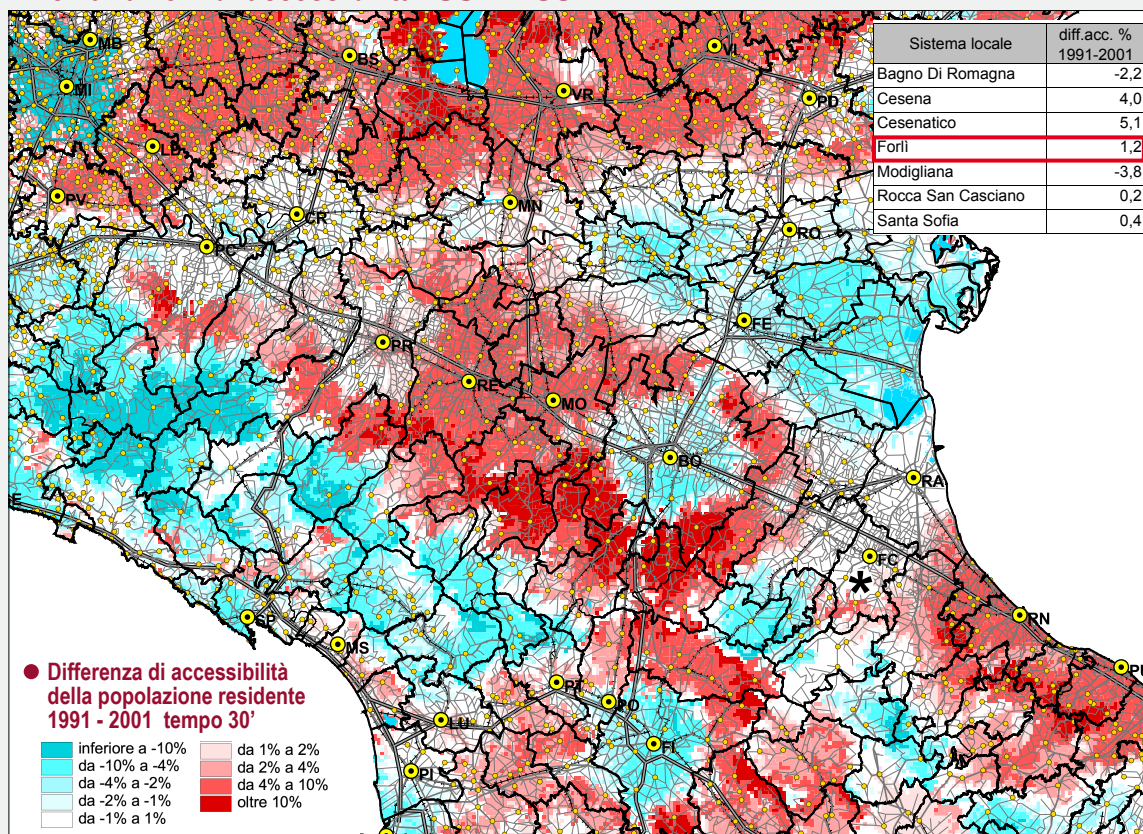 Sistema locale
diff.acc. %
1991-2001
Bagno Di Romagna -2,2
Cesena 4,0
Cesenatico 5,1
Forlì 1,2
Modigliana -3,8
Rocca San Casciano 0,2
Santa Sofia 0,4
MB
BS
VI
MI
VR
PD
LO
PV
CR
MN
RO
PC
FE
PR
RE
MO
BO
RA
FC
*
RN
SP
MS
PT
PO
LU
FI
PI
● Differenza di accessibilità
della popolazione residente
1991 - 2001 tempo 30'
inferiore a -10%
da -10% a -4%
da -4% a -2%
da -2% a -1%
da -1% a 1%
da 1% a 2%
da 2% a 4%
da 4% a 10%
oltre 10%